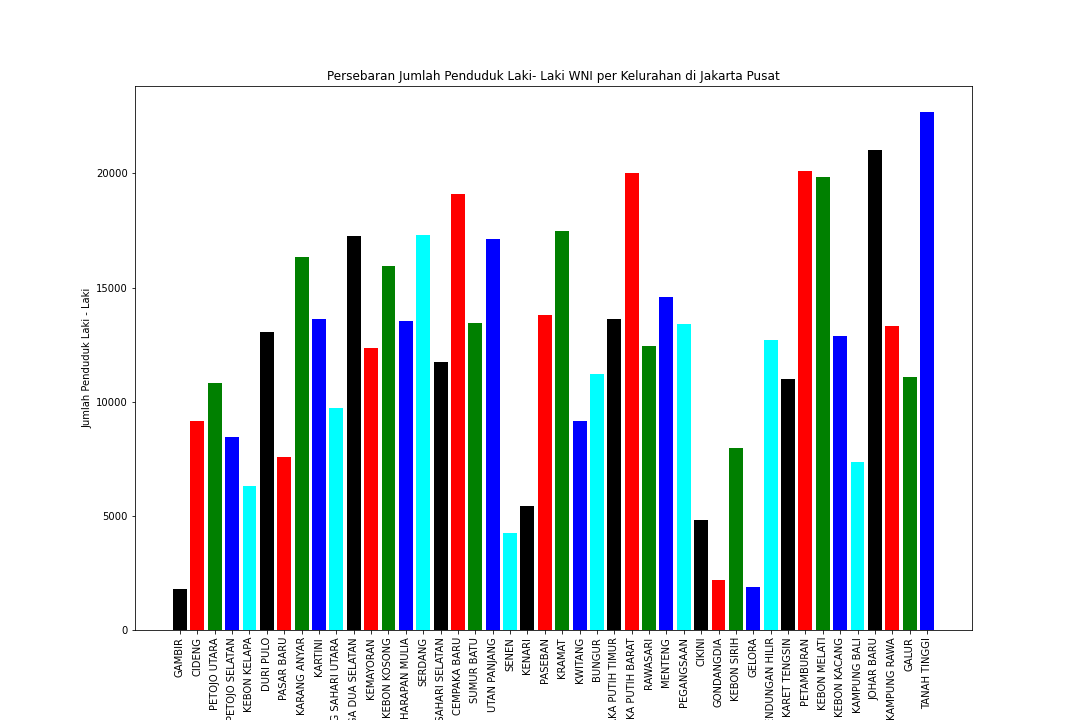 Persebaran Jumlah Penduduk Laki- Laki WNI per Kelurahan di Jakarta Pusat
Jumlah Penduduk Laki - Laki
20000
15000
10000
5000
0
GAMBIR
CIDENG
PETOJO UTARA
PETOJO SELATAN
KEBON KELAPA
DURI PULO
PASAR BARU
KARANG ANYAR
KARTINI
SAHARI UTARA
DUA SELATAN
KEMAYORAN
KEBON KOSONG
HARAPAN MULIA
SERDANG
SAHARI SELATAN
CEMPAKA BARU
SUMUR BATU
UTAN PANJANG
SENEN
KENARI
PASEBAN
KRAMAT
KWITANG
BUNGUR
PUTIH TIMUR
PUTIH BARAT
RAWASARI
MENTENG
PEGANGSAAN
CIKINI
GONDANGDIA
KEBON SIRIH
GELORA
HILIR
KARET TENGSIN
PETAMBURAN
KEBON MELATI
KEBON KACANG
KAMPUNG BALI
JOHAR BARU
KAMPUNG RAWA
GALUR
TANAH TINGGI